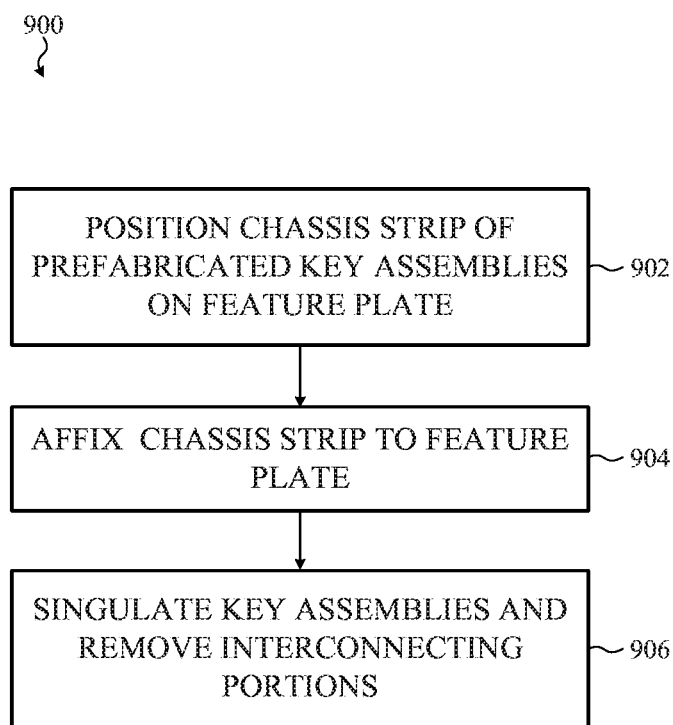 900
POSITION CHASSIS STRIP OF
PREFABRICATED KEY ASSEMBLIES
ON FEATURE PLATE
902
AFFIX CHASSIS STRIP TO FEATURE
PLATE
904
SINGULATE KEY ASSEMBLIES AND
REMOVE INTERCONNECTING
PORTIONS
906